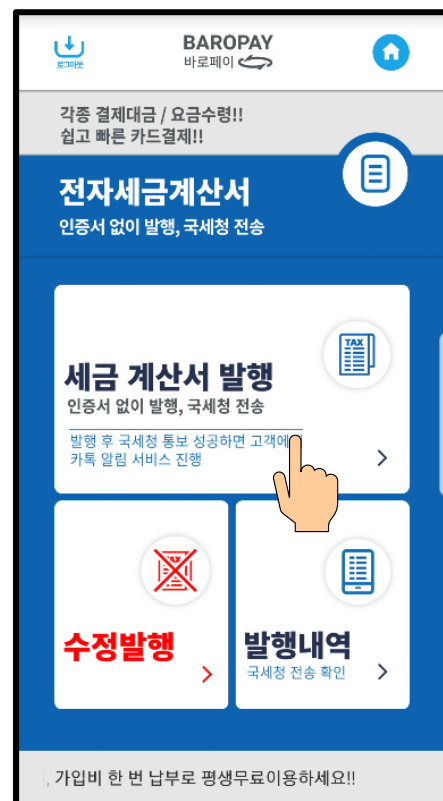 로그아웃
BAROPAY
바로페이
각종 결제대금 / 요금수령!!
쉽고 빠른 카드결제!!
전자세금계산서
인증서 없이 발행, 국세청 전송
TAX
세금 계산서 발행
인증서 없이 발행, 국세청 전송
발행 후 국세청 통보 성공하면 고객에
카톡 알림 서비스 진행
수정발행
발행내역
국세청 전송 확인
, 가입비 한 번 납부로 평생무료이용하세요!!